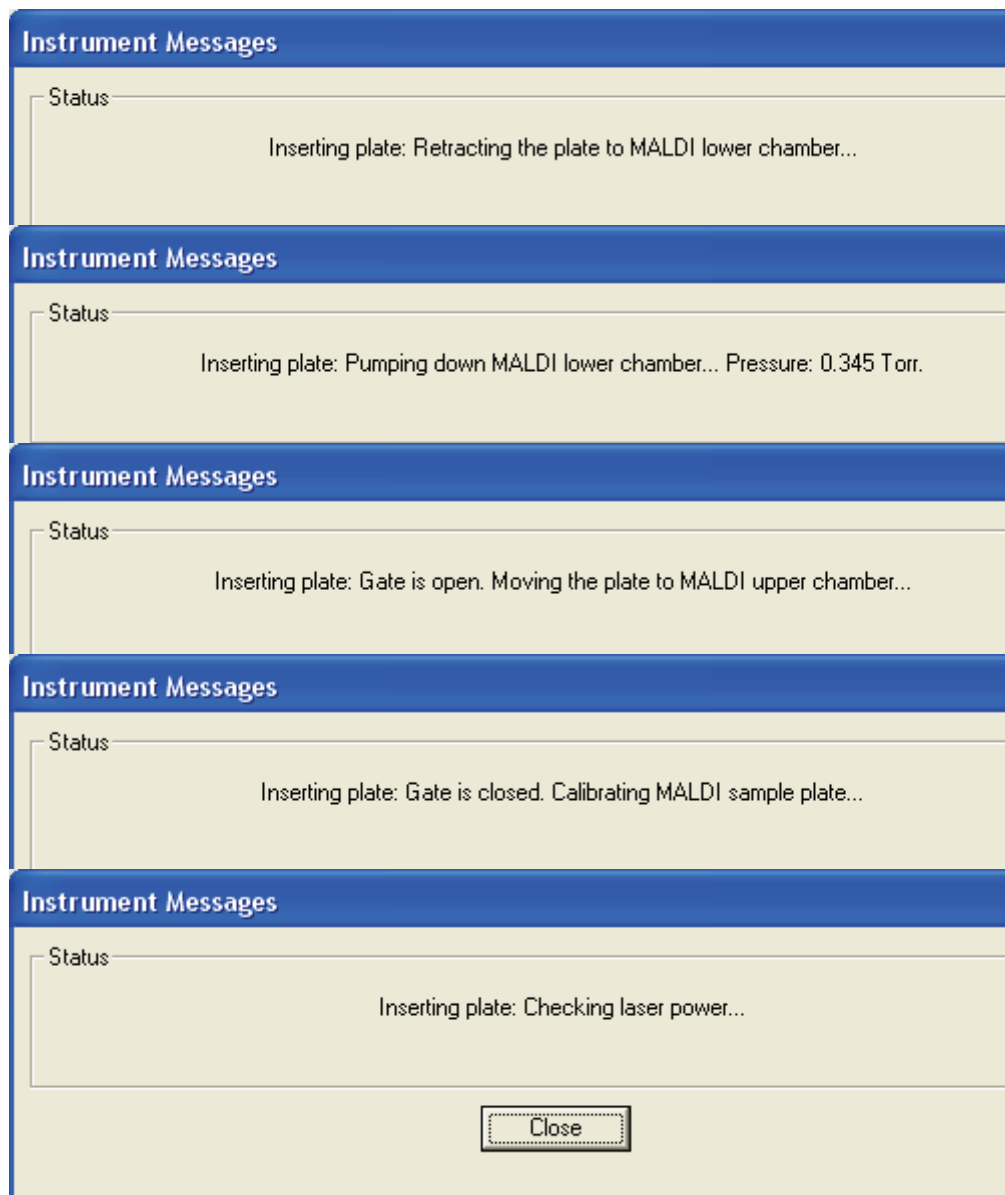 Instrument Messages
Status
Inserting plate: Retracting the plate to MALDI lower chamber...
Instrument Messages
Status
Inserting plate: Pumping down MALDI lower chamber... Pressure: 0.345 Torr.
Instrument Messages
Status
Inserting plate: Gate is open. Moving the plate to MALDI upper chamber...
Instrument Messages
Status
Inserting plate: Gate is closed. Calibrating MALDI sample plate...
Instrument Messages
Status
Inserting plate: Checking laser power...
Close